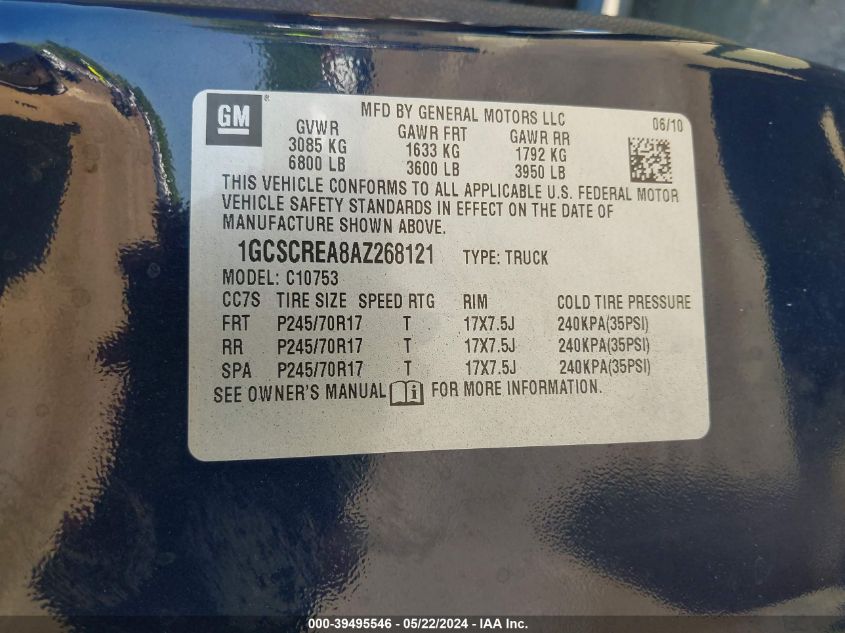 GM ® MFD BY GENERAL MOTORS LLC 06/10
GVWR GAWR FRT GAWR RR
3085 KG 1633 KG 1792 KG
6800 LB 3600 LB 3950 LB
THIS VEHICLE CONFORMS TO ALL APPLICABLE U.S. FEDERAL MOTOR
VEHICLE SAFETY STANDARDS IN EFFECT ON THE DATE OF
MANUFACTURE SHOWN ABOVE.
1GCSCREA8AZ268121 TYPE: TRUCK
MODEL: C10753
CC7S TIRE SIZE SPEED RTG RIM COLD TIRE PRESSURE
FRT P245/70R17 T 17X7.5J 240KPA(35PSI)
RR P245/70R17 T 17X7.5J 240KPA(35PSI)
SPA P245/70R17 T 17X7.5J 240KPA(35PSI)
SEE OWNER'S MANUAL i FOR MORE INFORMATION.
000-39495546 - 05/22/2024 - IAA Inc.